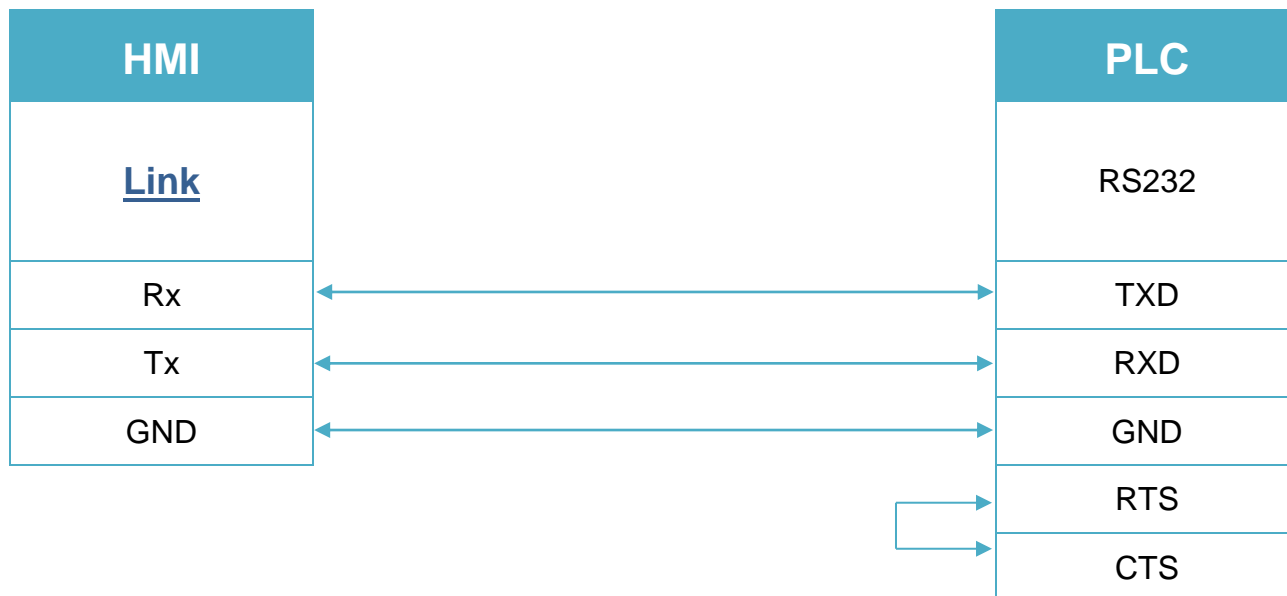 HMI
PLC
Link
RS232
Rx
TXD
Tx
RXD
GND
GND
RTS
CTS